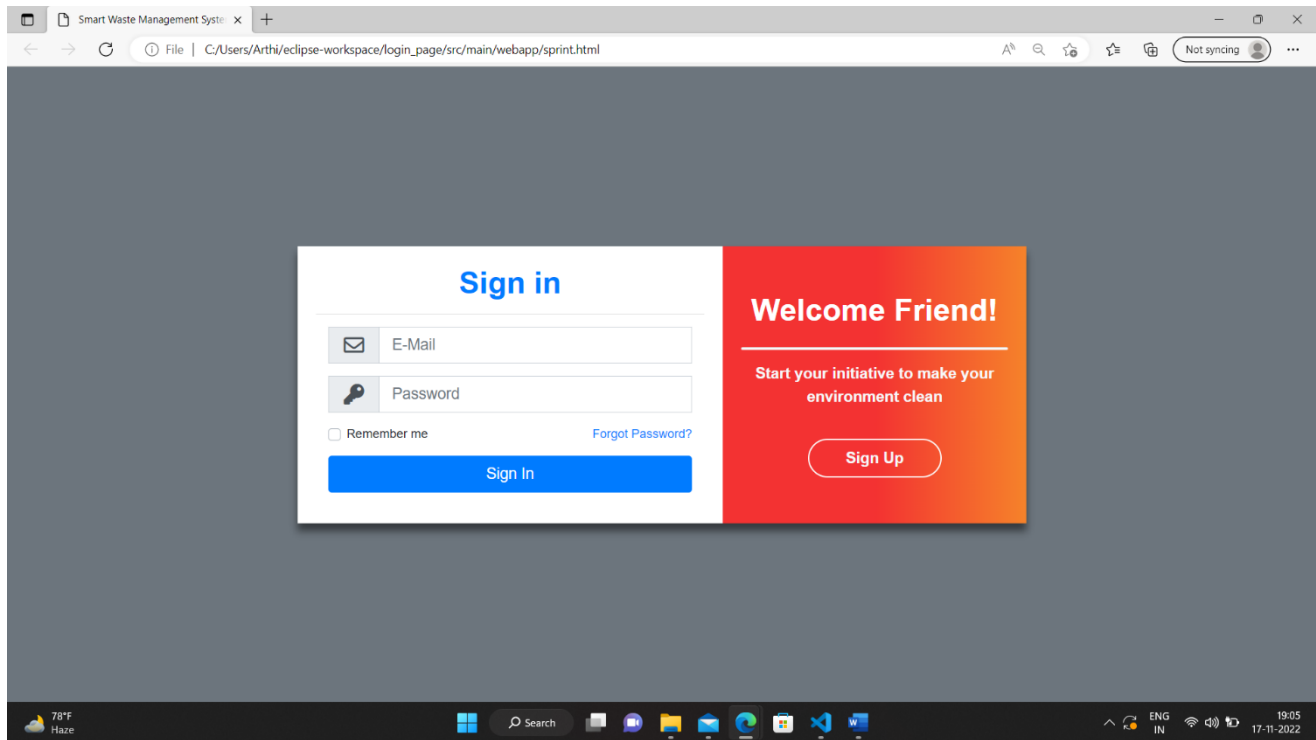 Smart Waste Management Syste
File | C:/Users/Arthi/eclipse-workspace/login_page/src/main/webapp/sprint.html
Not syncing
Sign in
E-Mail
Password
Remember me
Forgot Password?
Sign In
Welcome Friend!
Start your initiative to make your
environment clean
Sign Up
78°F
Haze
Search
ENG
IN
19:05
17-11-2022